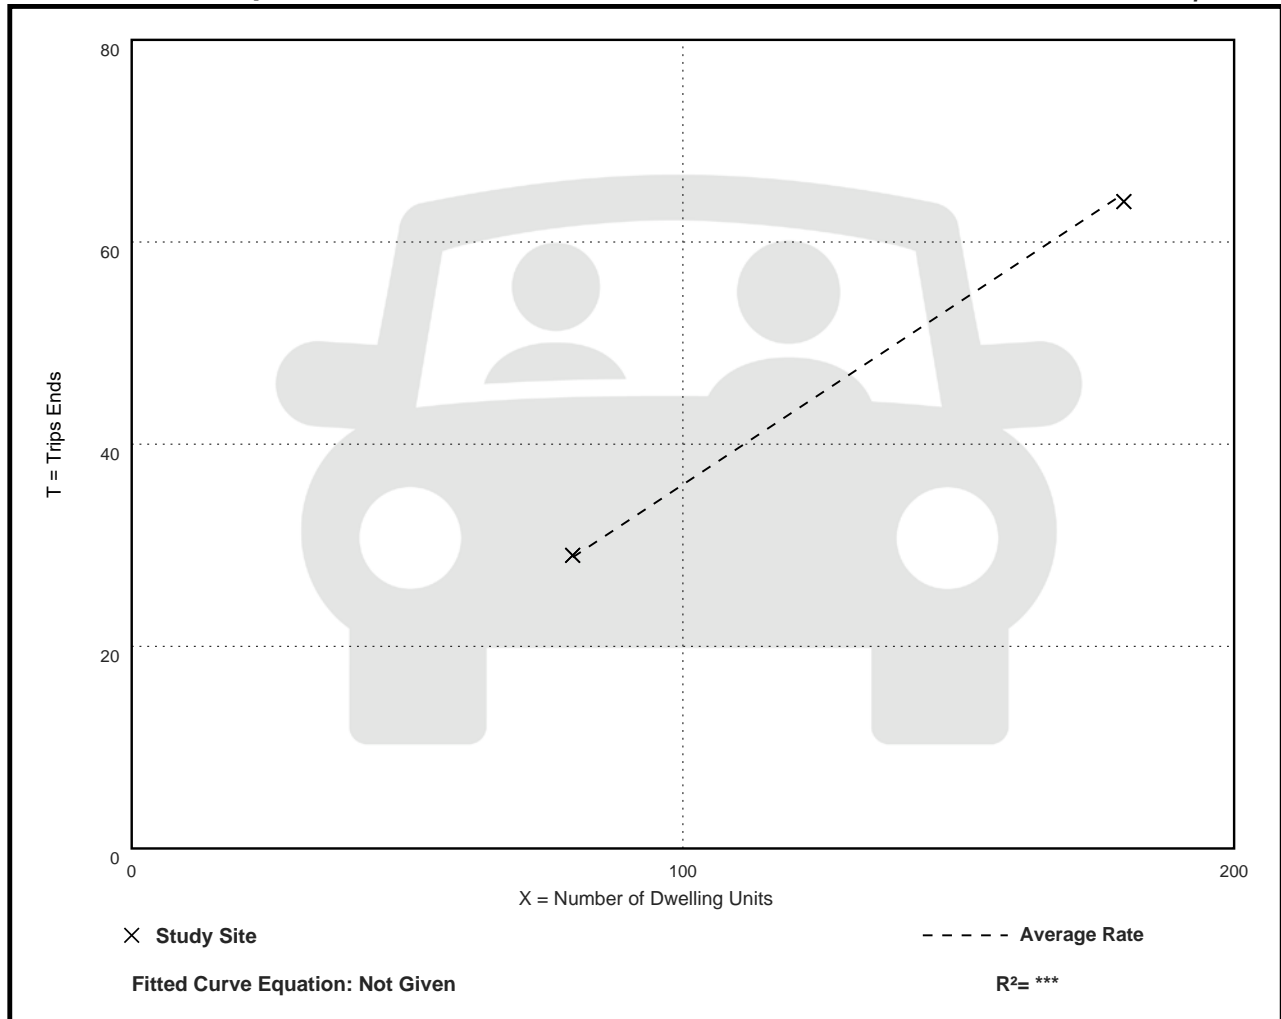 80
60
40
20
0
T = Trips Ends
0 100 200
X = Number of Dwelling Units
Study Site
Average Rate
Fitted Curve Equation: Not Given
R²= ***